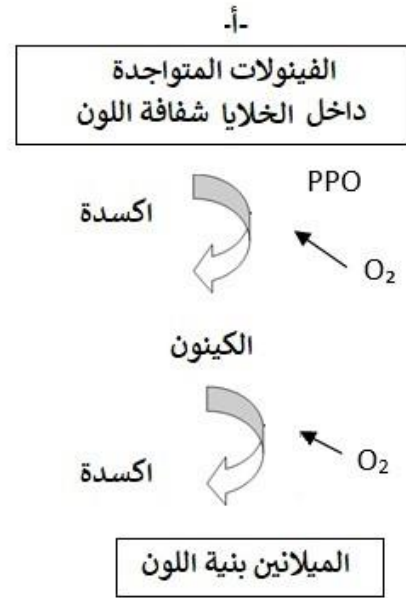 -أ-
الفينولات المتواجدة
داخل الخلايا شفافة اللون
PPO
اكسدة
O₂
الكينون
O₂
اكسدة
الميلانين بنية اللون